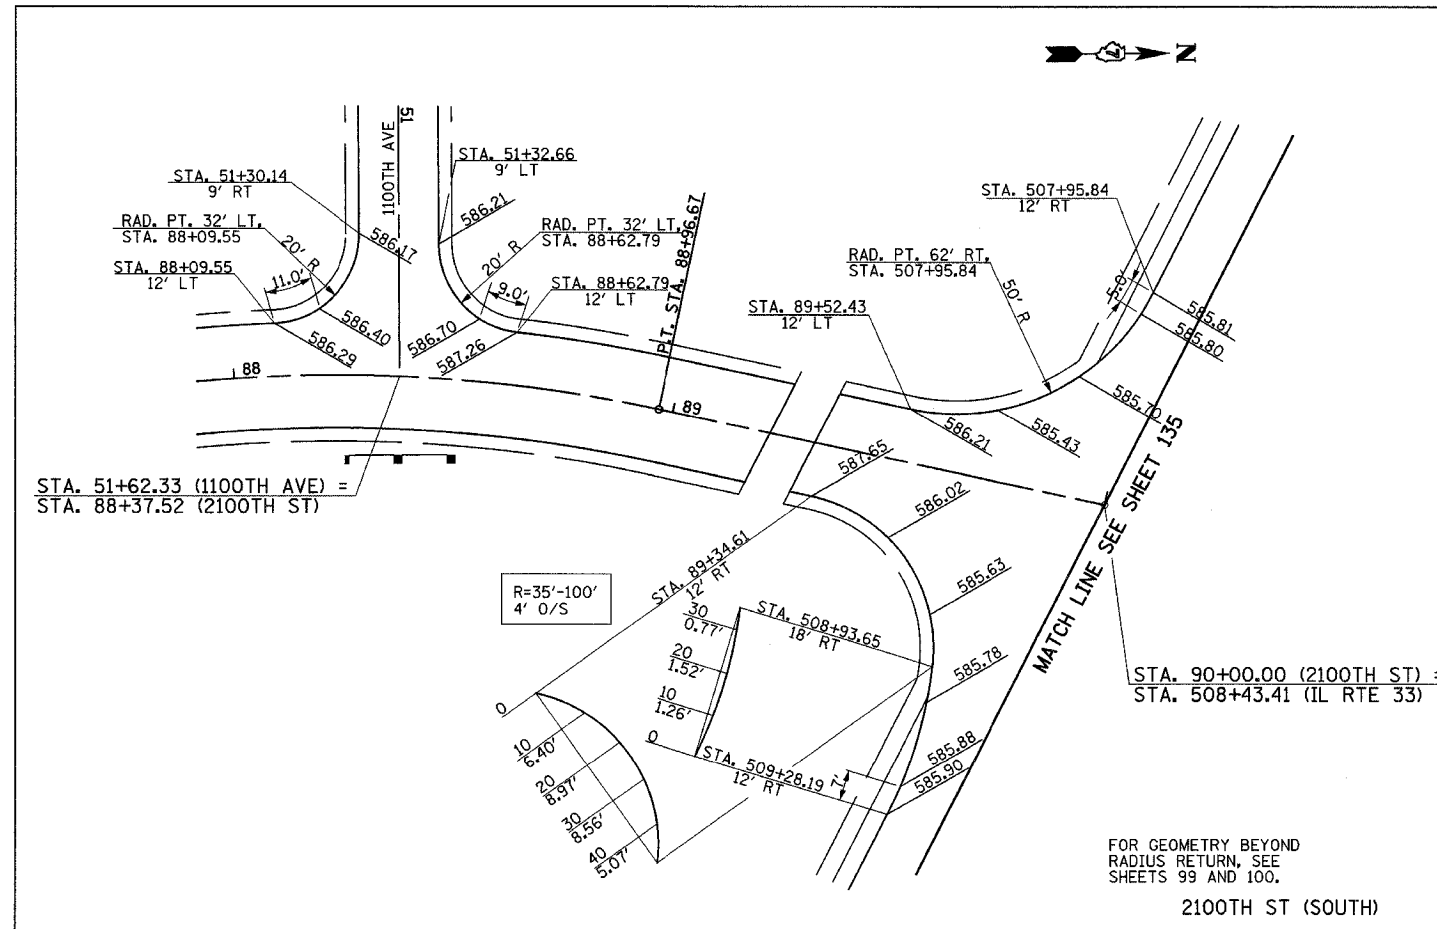 N
51
1100TH AVE
STA. 51+30.14
9' RT
STA. 51+32.66
9' LT
586.21
586.17
RAD. PT. 32' LT,
STA. 88+09.55
20' R
RAD. PT. 32' LT,
STA. 88+62.79
20' R
STA. 88+09.55
12' LT
11.0'
9.0'
STA. 88+62.79
12' LT
586.40
586.29
586.70
587.26
P.T. STA. 88+96.67
88
89
STA. 507+95.84
12' RT
RAD. PT. 62' RT,
STA. 507+95.84
50' R
5.0'
585.81
585.80
585.70
STA. 89+52.43
12' LT
586.21
585.43
587.65
586.02
585.63
585.78
585.88
585.90
STA. 51+62.33 (1100TH AVE) =
STA. 88+37.52 (2100TH ST)
MATCH LINE SEE SHEET 135
STA. 90+00.00 (2100TH ST) =
STA. 508+43.41 (IL RTE 33)
R=35'-100'
4' O/S
STA. 89+34.61
12' RT
STA. 508+93.65
18' RT
30
0.77'
20
1.52'
10
1.26'
0
STA. 509+28.19
12' RT
7'
0
10
6.40'
20
8.97'
30
8.56'
40
5.07'
FOR GEOMETRY BEYOND
RADIUS RETURN, SEE
SHEETS 99 AND 100.
2100TH ST (SOUTH)